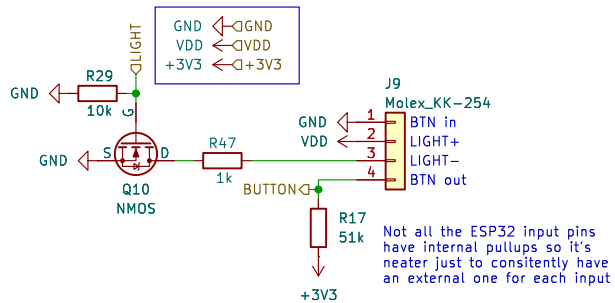 LIGHT
GND GND
VDD VDD
+3V3 +3V3
R29
GND
10k
G
J9
Molex_KK-254
GND 1 BTN in
VDD 2 LIGHT+
3 LIGHT-
4 BTN out
GND S D
R47
1k
Q10
NMOS
BUTTON
R17
51k
+3V3
Not all the ESP32 input pins
have internal pullups so it's
neater just to consitently have
an external one for each input